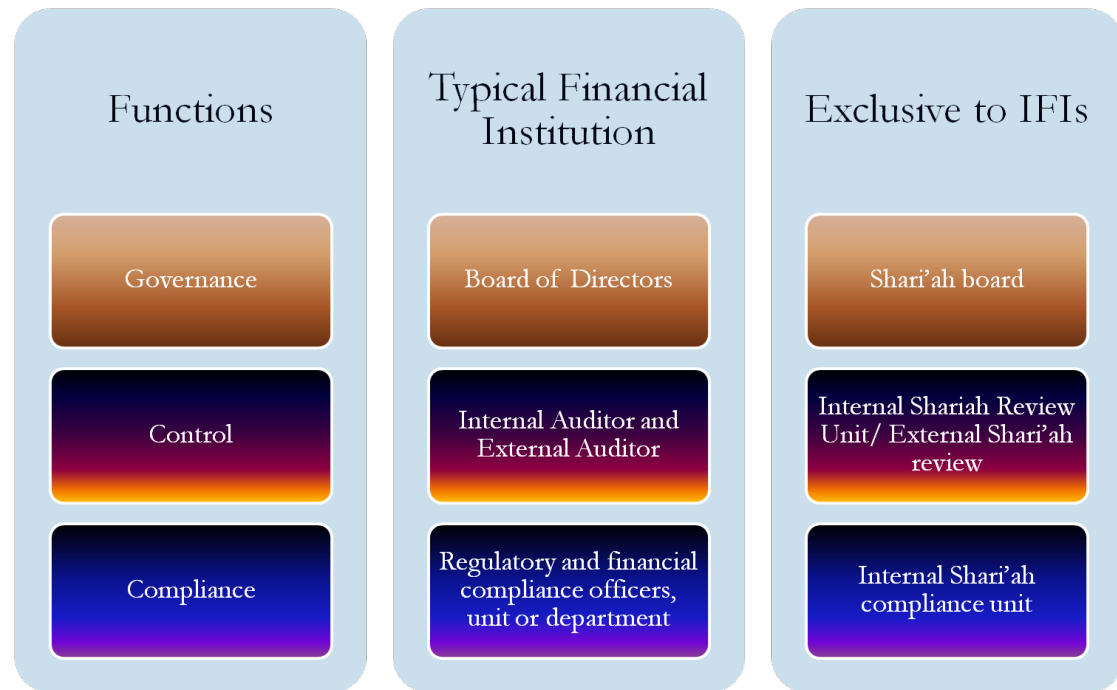 Functions
Governance
Control
Compliance
Typical Financial
Institution
Board of Directors
Internal Auditor and
External Auditor
Regulatory and financial
compliance officers,
unit or department
Exclusive to IFIs
Shari’ah board
Internal Shariah Review
Unit/ External Shari’ah
review
Internal Shari’ah
compliance unit